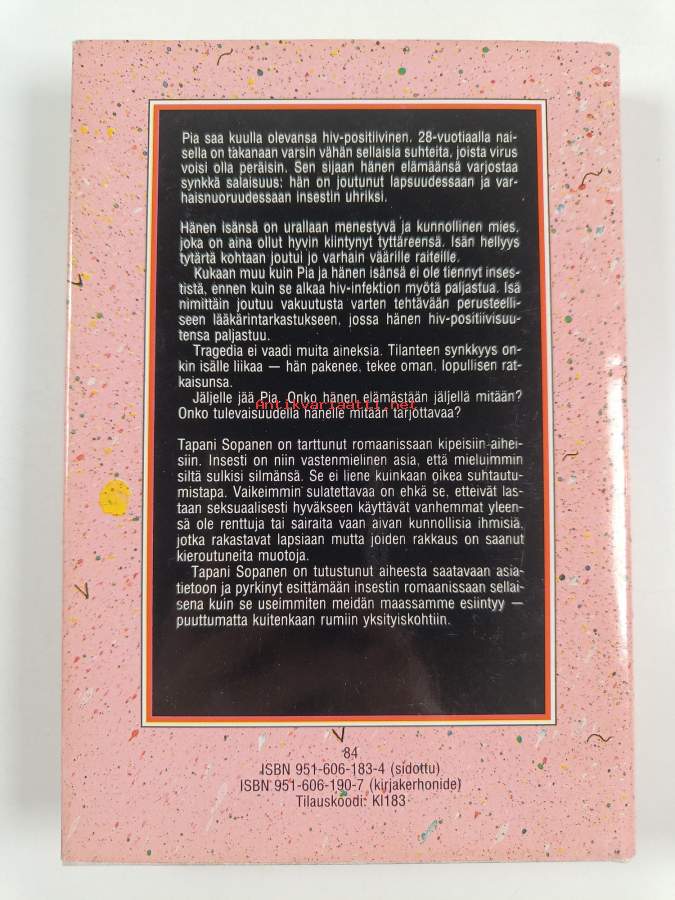 Pia saa kuulla olevansa hiv-positiivinen. 28-vuotiaalla nai-
sella on takanaan varsin vähän sellaisia suhteita, joista virus
voisi olla peräisin. Sen sijaan hänen elämäänsä varjostaa
synkkä salaisuus: hän on joutunut lapsuudessaan ja var-
haisnuoruudessaan insestin uhriksi.
Hänen isänsä on urallaan menestyvä ja kunnollinen mies,
joka on aina ollut hyvin kiintynyt tyttäreensä. Isän hellyys
tytärtä kohtaan joutui jo varhain väärille raiteille.
Kukaan muu kuin Pia ja hänen isänsä ei ole tiennyt inses-
tistä, ennen kuin se alkaa hiv-infektion myötä paljastua. Isä
nimittäin joutuu vakuutusta varten tehtävään perusteelli-
seen lääkärintarkastukseen, jossa hänen hiv-positiivisuu-
tensa paljastuu.
Tragedia ei vaadi muita aineksia. Tilanteen synkkyys on-
kin isälle liikaa — hän pakenee, tekee oman, lopullisen rat-
kaisunsa.
Jäljelle jää Pia. Onko hänen elämästään jäljellä mitään?
Antikvariaatti.net
Onko tulevaisuudella hänelle mitään tarjottavaa?
Tapani Sopanen on tarttunut romaanissaan kipeisiin aihei-
siin. Insesti on niin vastenmielinen asia, että mieluimmin
siltä sulkisi silmänsä. Se ei liene kuinkaan oikea suhtautu-
mistapa. Vaikeimmin sulatettavaa on ehkä se, etteivät las-
taan seksuaalisesti hyväkseen käyttävät vanhemmat yleen-
sä ole renttuja tai sairaita vaan aivan kunnollisia ihmisiä,
jotka rakastavat lapsiaan mutta joiden rakkaus on saanut
kieroutuneita muotoja.
Tapani Sopanen on tutustunut aiheesta saatavaan asia-
tietoon ja pyrkinyt esittämään insestin romaanissaan sellai-
sena kuin se useimmiten meidän maassamme esiintyy —
puuttumatta kuitenkaan rumiin yksityiskohtiin.
84
ISBN 951-606-183-4 (sidottu)
ISBN 951-606-190-7 (kirjakerhonide)
Tilauskoodi: KI183